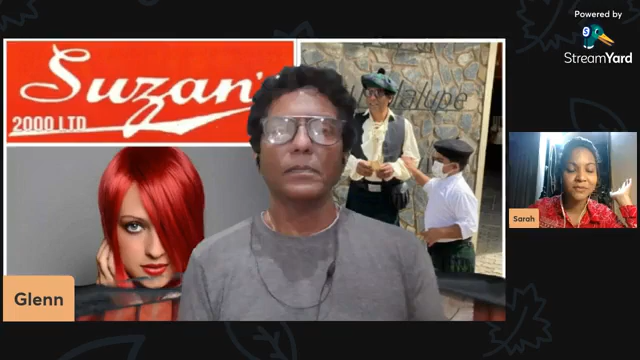 Powered by
StreamYard
Suzan'
2000 LTD
Sarah
Glenn